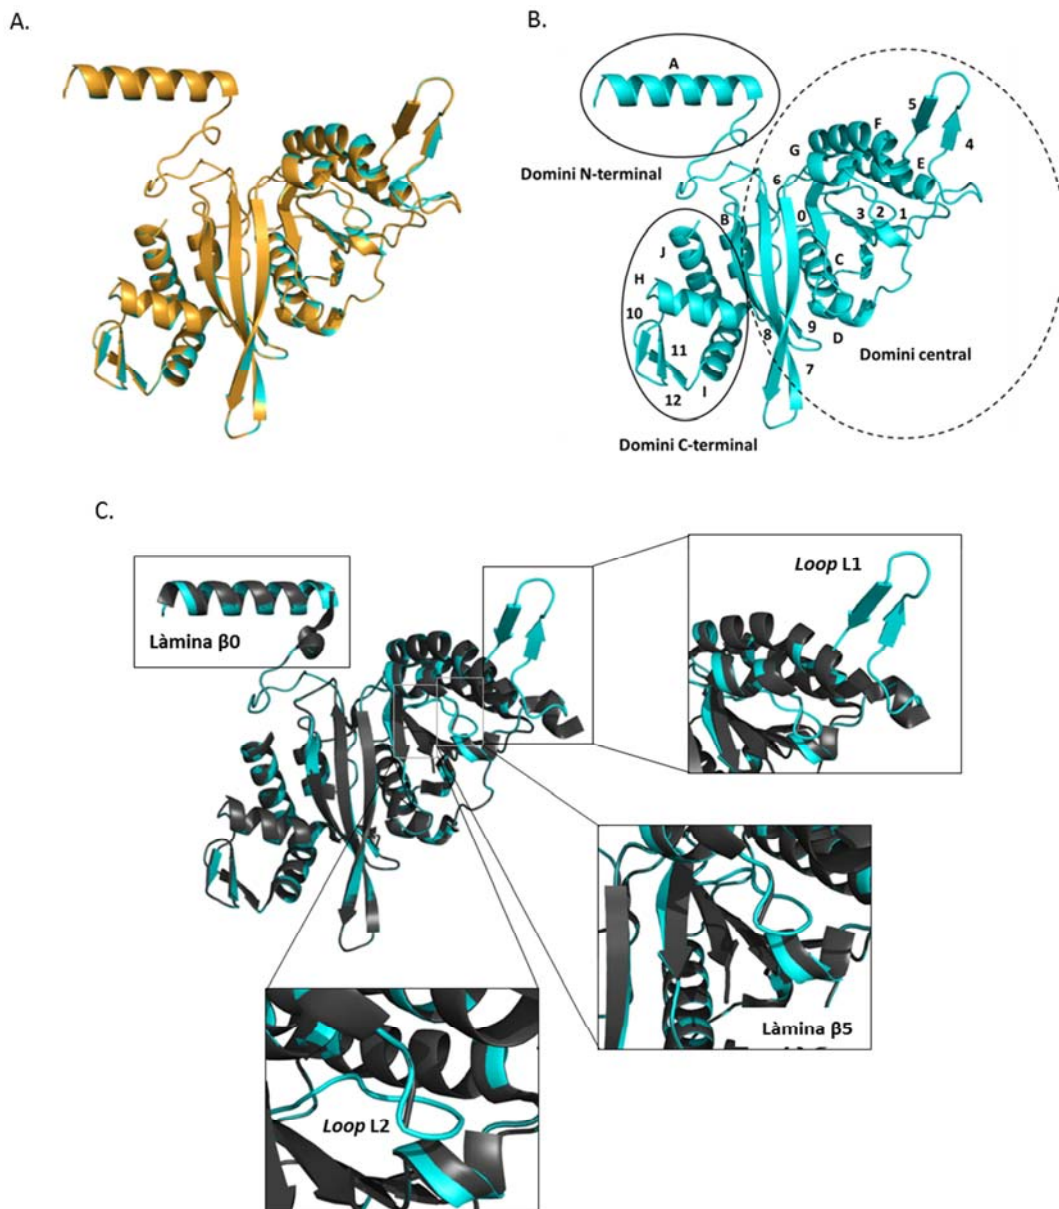 A.
B.
A
5
F
4
G
E
Domini N-terminal
6
3
2
1
0
B
J
C
H
10
9
8
D
11
Domini central
7
12
I
Domini C-terminal
C.
Loop L1
Làmina β0
Làmina β5
Loop L2